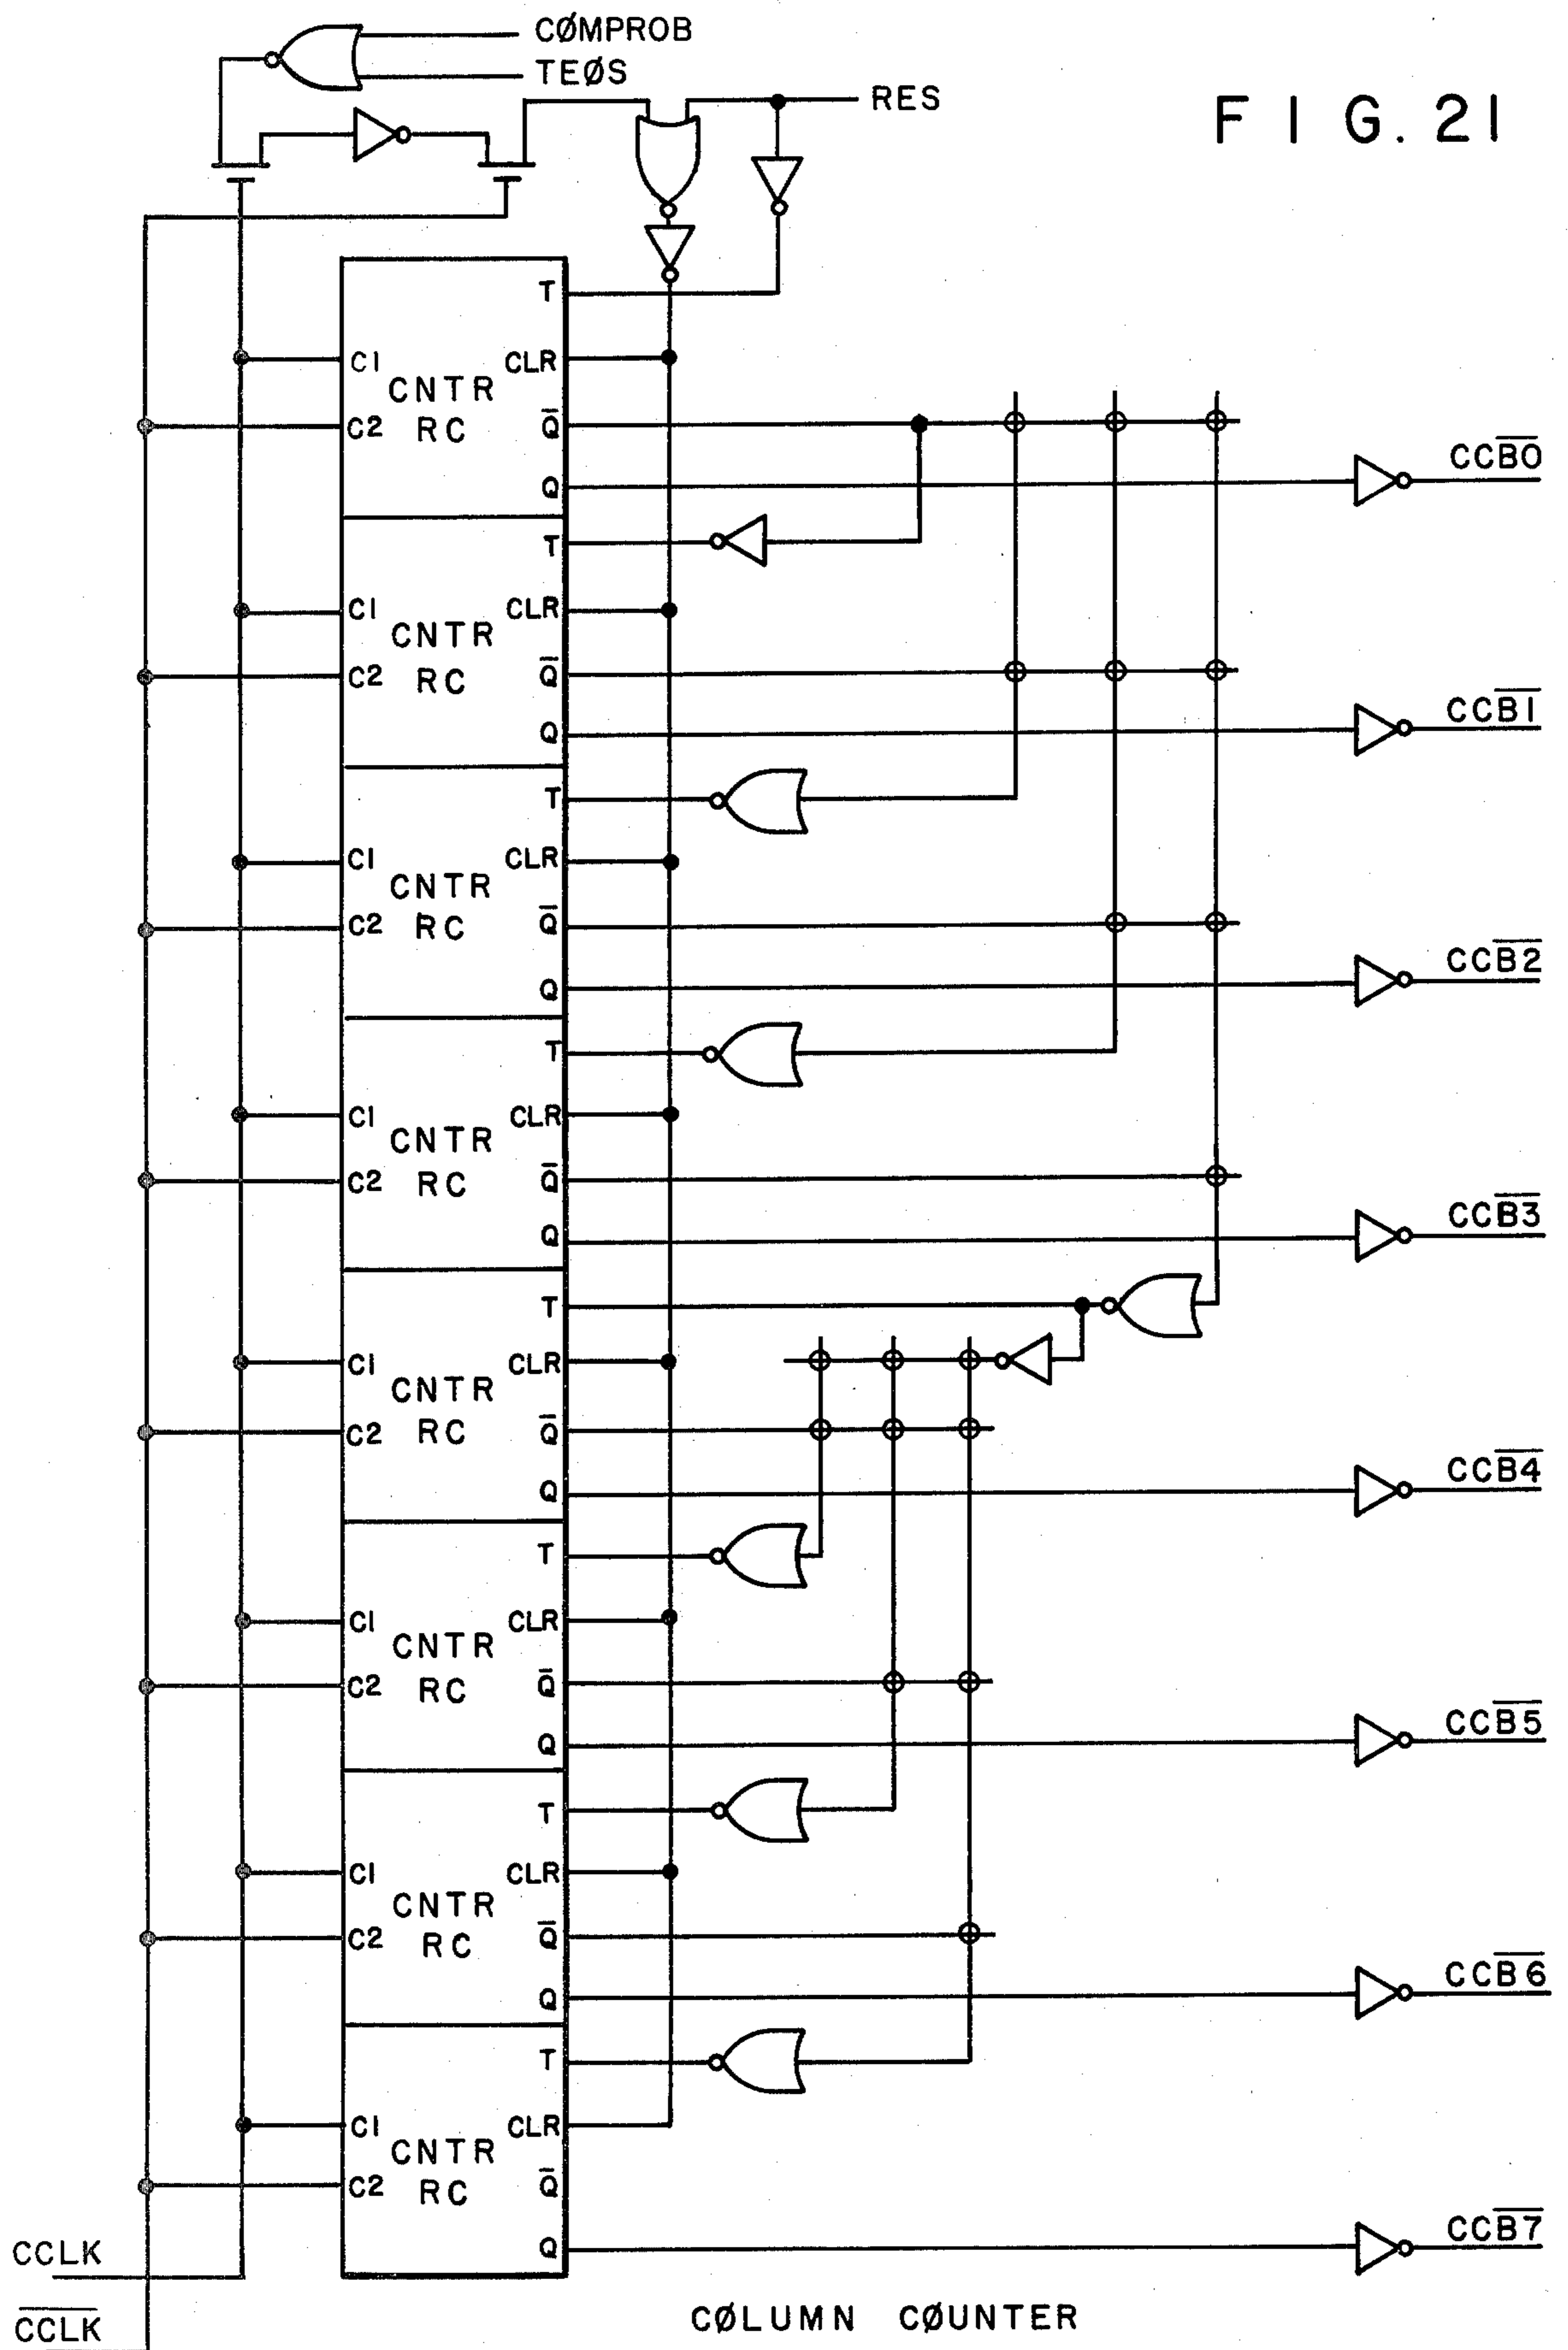 CØMPROB
TEØS
RES
F I G. 21
T
C1 CLR
CNTR
C2 RC Q̅
Q CCB̅0̅
T
C1 CLR
CNTR
C2 RC Q̅
Q CCB̅1̅
T
C1 CLR
CNTR
C2 RC Q̅
Q CCB̅2̅
T
C1 CLR
CNTR
C2 RC Q̅
Q CCB̅3̅
T
C1 CLR
CNTR
C2 RC Q̅
Q CCB̅4̅
T
C1 CLR
CNTR
C2 RC Q̅
Q CCB̅5̅
T
C1 CLR
CNTR
C2 RC Q̅
Q CCB̅6̅
T
C1 CLR
CNTR
C2 RC Q̅
Q CCB̅7̅
CCLK
C̅C̅L̅K̅
CØLUMN CØUNTER